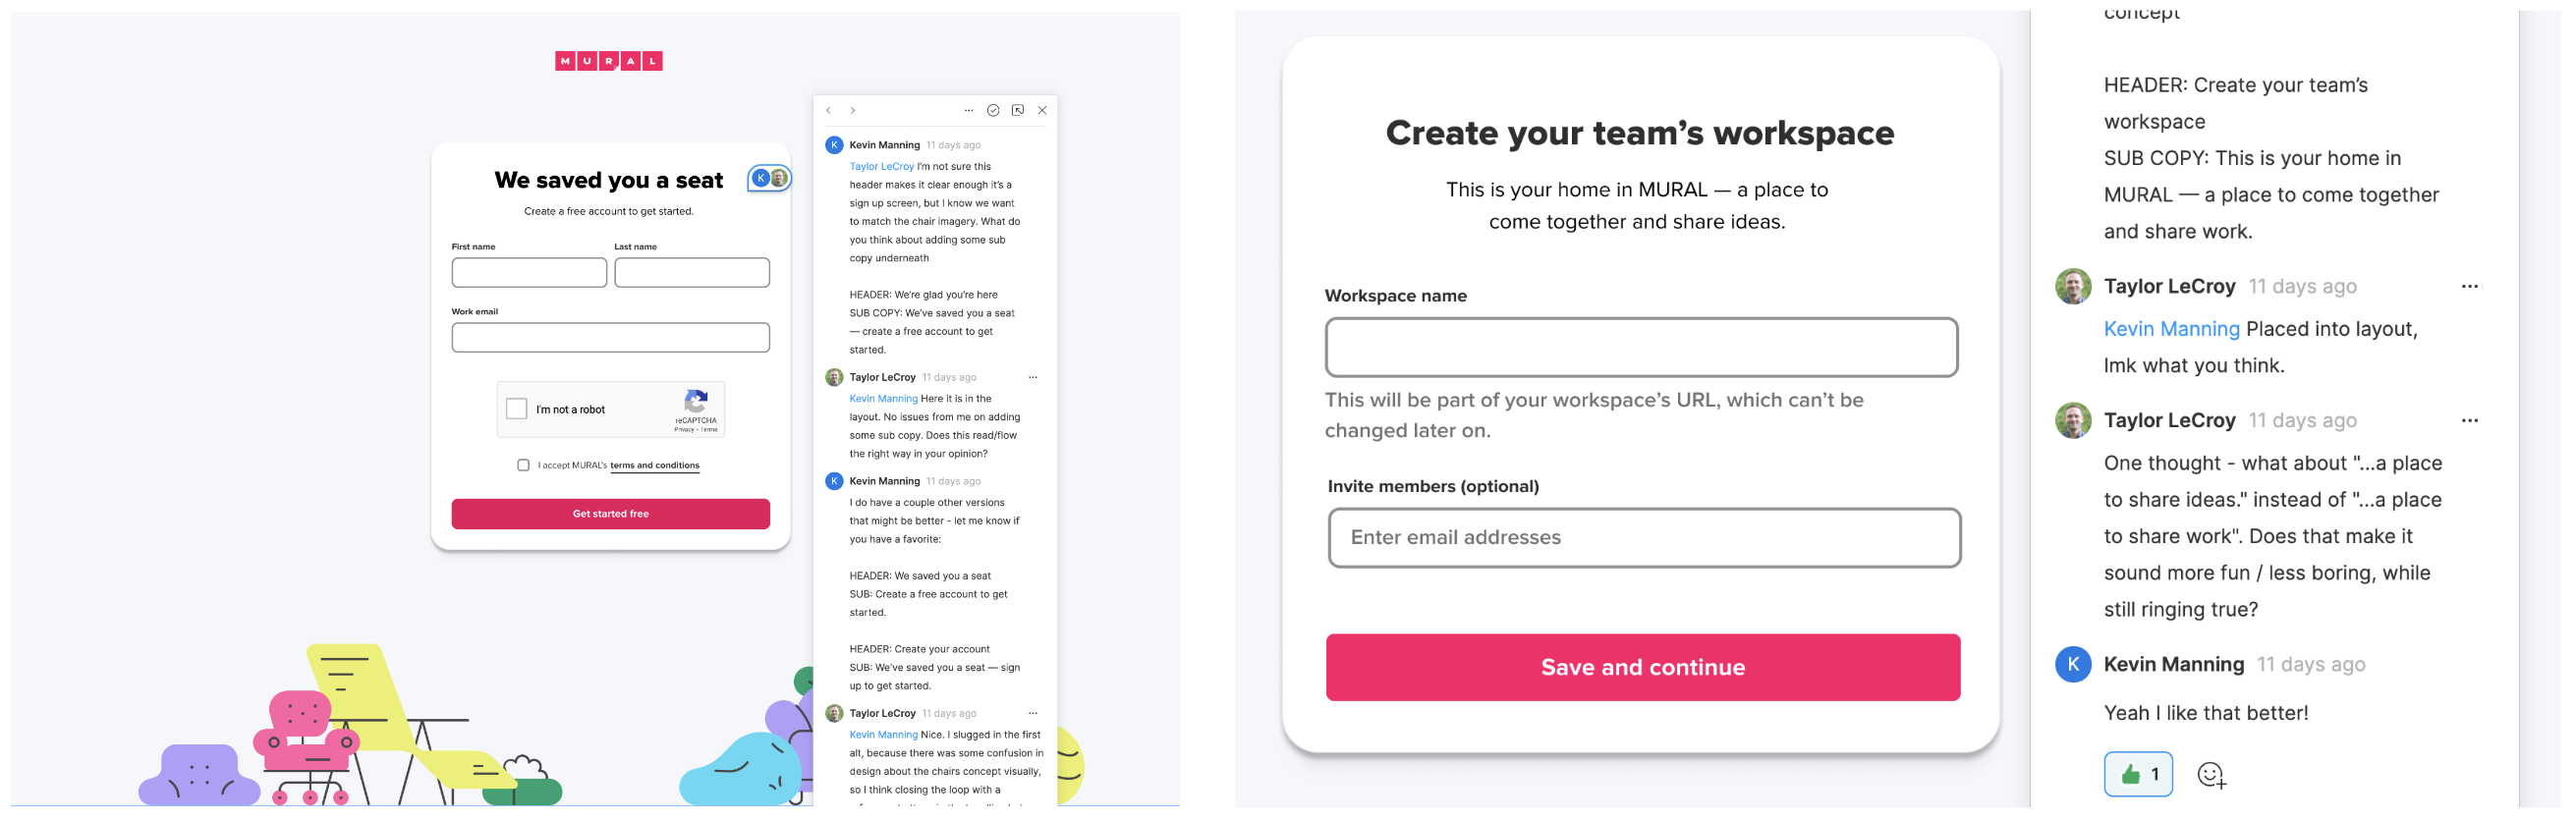 MURAL
We saved you a seat
K
Create a free account to get started.
First name
Last name
Work email
I'm not a robot
reCAPTCHA
Privacy - Terms
I accept MURAL's terms and conditions
Get started free
K
Kevin Manning 11 days ago
Taylor LeCroy I'm not sure this
header makes it clear enough it's a
sign up screen, but I know we want
to match the chair imagery. What do
you think about adding some sub
copy underneath
HEADER: We're glad you're here
SUB COPY: We've saved you a seat
— create a free account to get
started.
Taylor LeCroy 11 days ago
Kevin Manning Here it is in the
layout. No issues from me on adding
some sub copy. Does this read/flow
the right way in your opinion?
K
Kevin Manning 11 days ago
I do have a couple other versions
that might be better - let me know if
you have a favorite:
HEADER: We saved you a seat
SUB: Create a free account to get
started.
HEADER: Create your account
SUB: We've saved you a seat — sign
up to get started.
Taylor LeCroy 11 days ago
Kevin Manning Nice. I slugged in the first
alt, because there was some confusion in
design about the chairs concept visually,
so I think closing the loop with a
Create your team's workspace
This is your home in MURAL — a place to
come together and share ideas.
Workspace name
This will be part of your workspace's URL, which can't be
changed later on.
Invite members (optional)
Enter email addresses
Save and continue
concept
HEADER: Create your team's
workspace
SUB COPY: This is your home in
MURAL — a place to come together
and share work.
Taylor LeCroy 11 days ago
Kevin Manning Placed into layout,
lmk what you think.
Taylor LeCroy 11 days ago
One thought - what about "...a place
to share ideas." instead of "...a place
to share work". Does that make it
sound more fun / less boring, while
still ringing true?
K
Kevin Manning 11 days ago
Yeah I like that better!
1